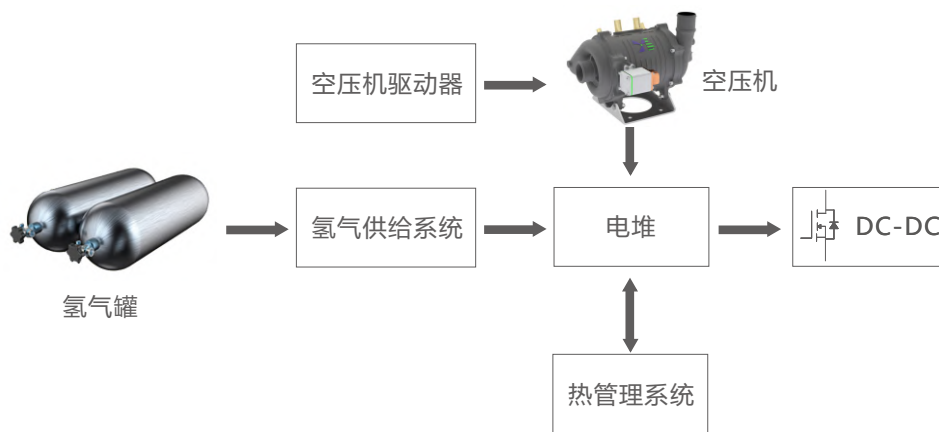 空压机驱动器
空压机
氢气供给系统
电堆
DC-DC
氢气罐
热管理系统